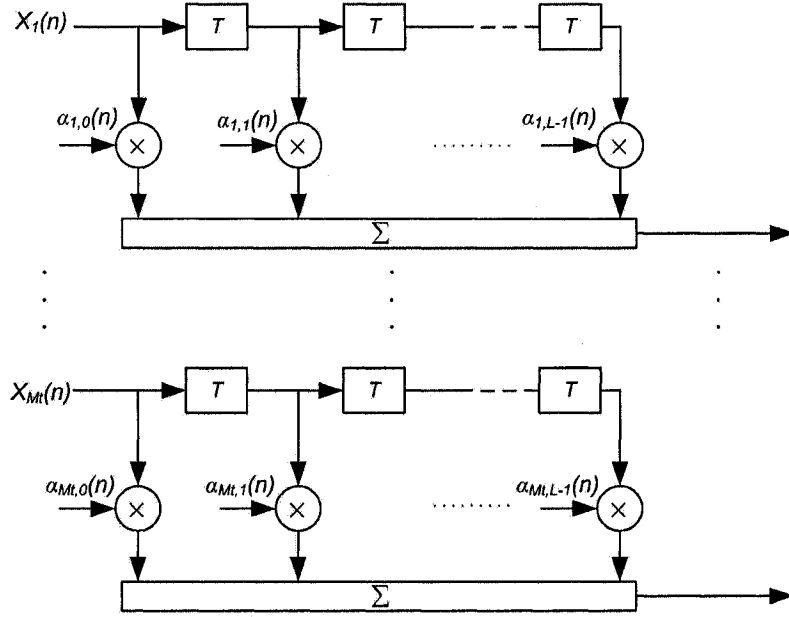 X1(n) T T T
α1,0(n) α1,1(n) α1,L-1(n)
× × ×
Σ
XMt(n) T T T
αMt,0(n) αMt,1(n) αMt,L-1(n)
× × ×
Σ